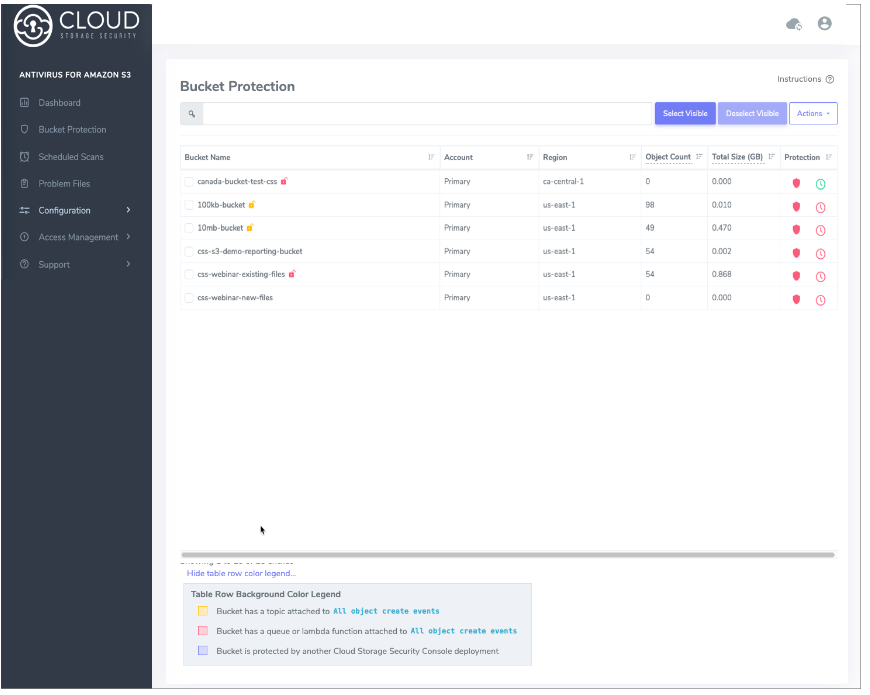 CLOUD
STORAGE SECURITY
ANTIVIRUS FOR AMAZON S3
Dashboard
Bucket Protection
Scheduled Scans
Problem Files
Configuration
Access Management
Support
Instructions
Bucket Protection
Select Visible Deselect Visible Actions
Bucket Name Account Region Object Count Total Size (GB) Protection
canada-bucket-test-css Primary ca-central-1 0 0.000
100kb-bucket Primary us-east-1 98 0.010
10mb-bucket Primary us-east-1 49 0.470
css-s3-demo-reporting-bucket Primary us-east-1 54 0.002
css-webinar-existing-files Primary us-east-1 54 0.868
css-webinar-new-files Primary us-east-1 0 0.000
Hide table row color legend...
Table Row Background Color Legend
Bucket has a topic attached to All object create events
Bucket has a queue or lambda function attached to All object create events
Bucket is protected by another Cloud Storage Security Console deployment